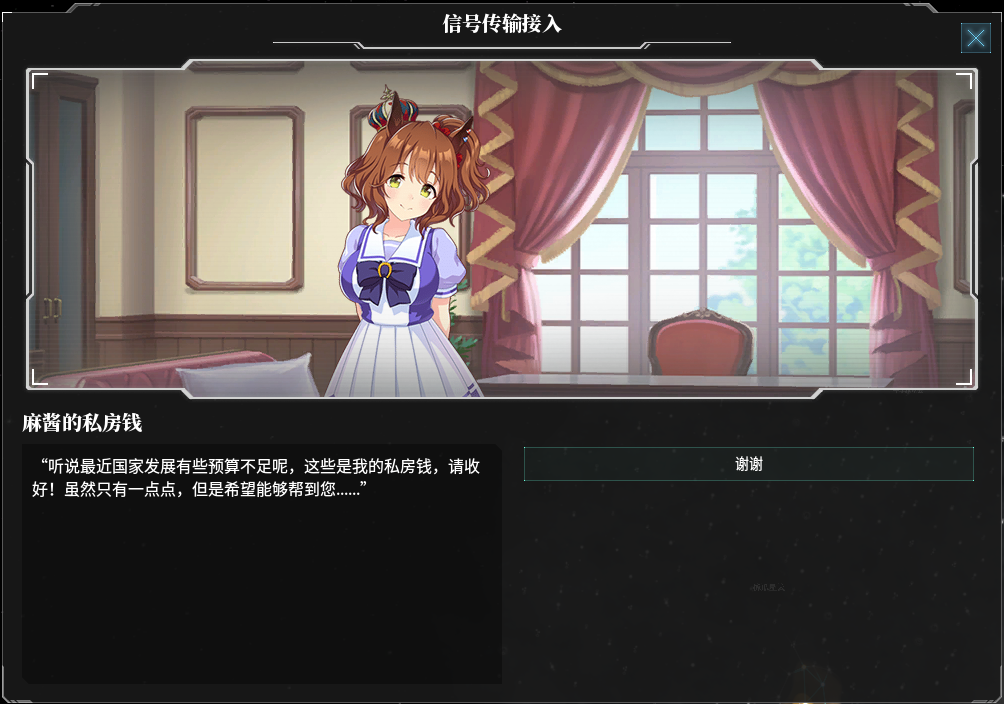 信号传输接入
麻酱的私房钱
“听说最近国家发展有些预算不足呢，这些是我的私房钱，请收
好！虽然只有一点点，但是希望能够帮到您......”
谢谢